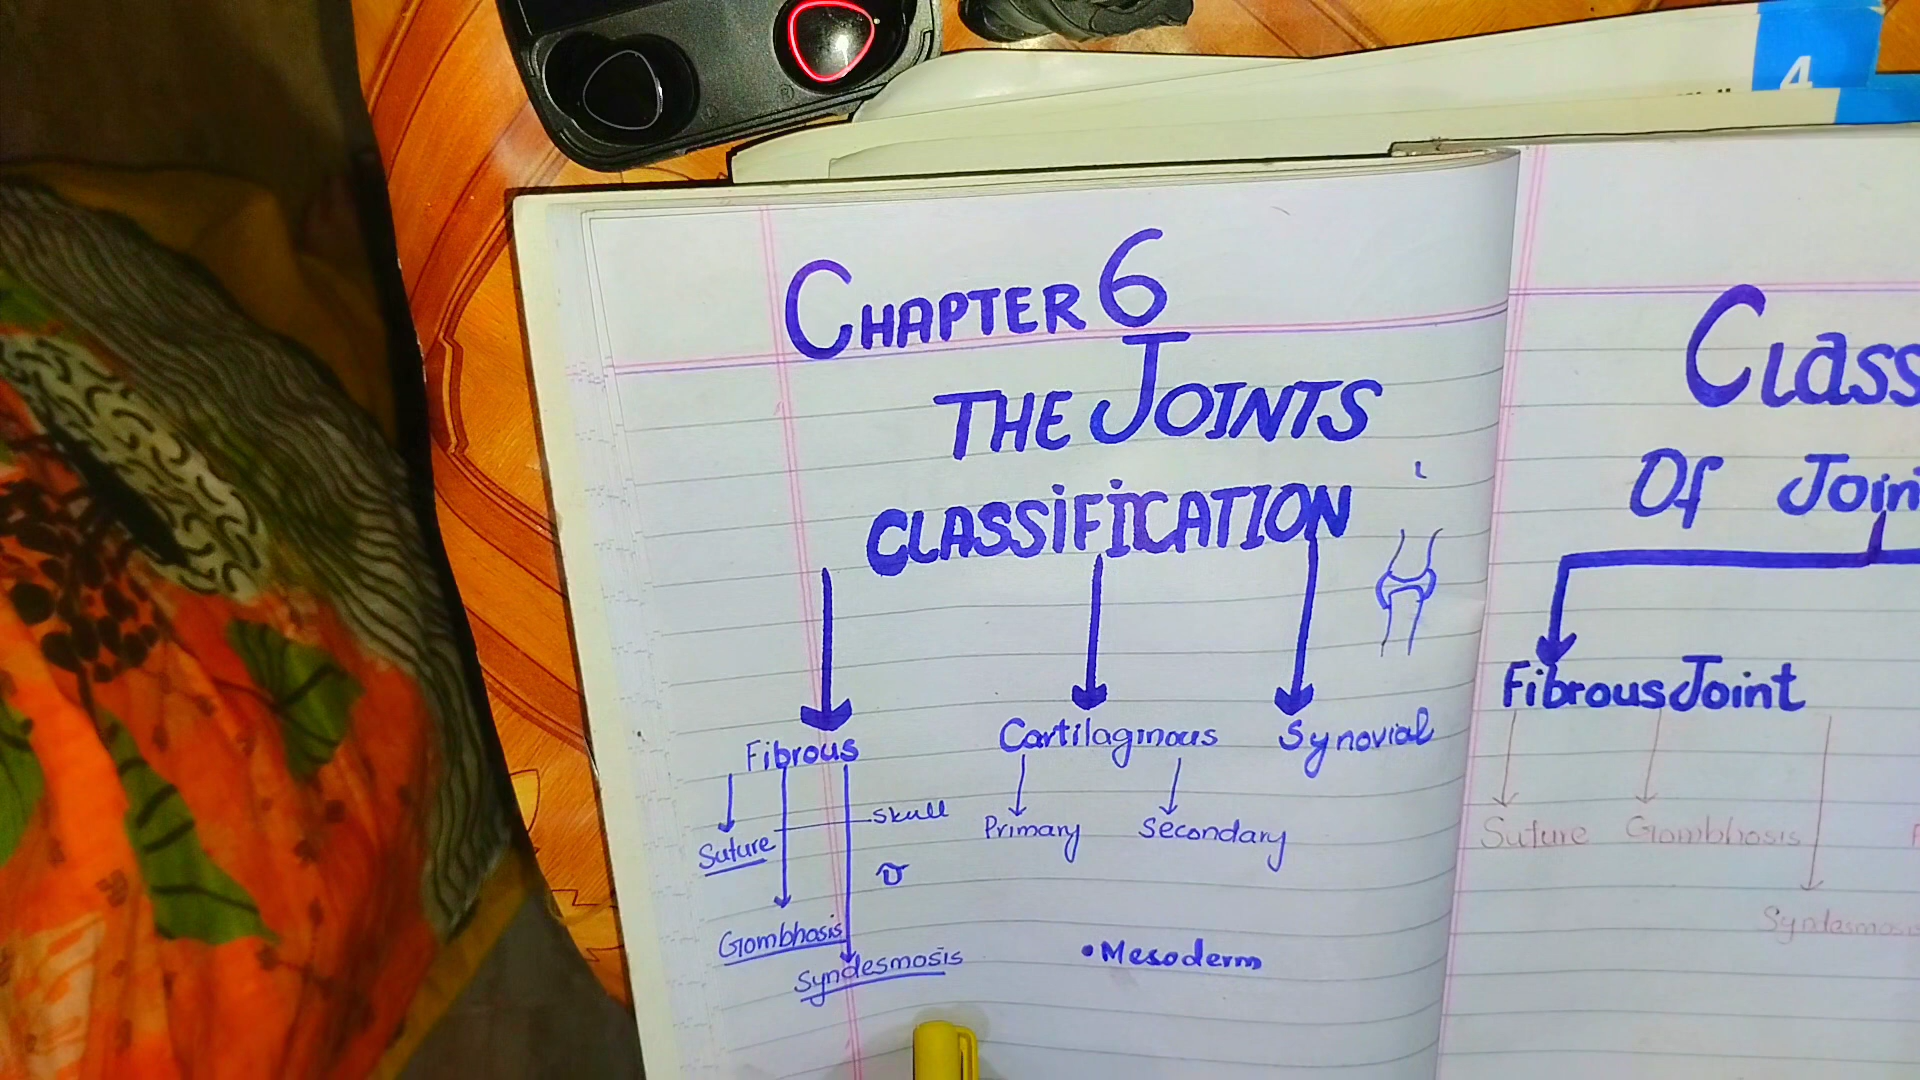 4
CHAPTER 6
THE JOINTS
CLASSIFICATION
Fibrous
Cartilaginous
Synovial
skull
Suture
Primary
Secondary
Gombhosis
Syndesmosis
• Mesoderm
Class
Of Join
Fibrous Joint
Suture
Gombhosis
Syndesmosis